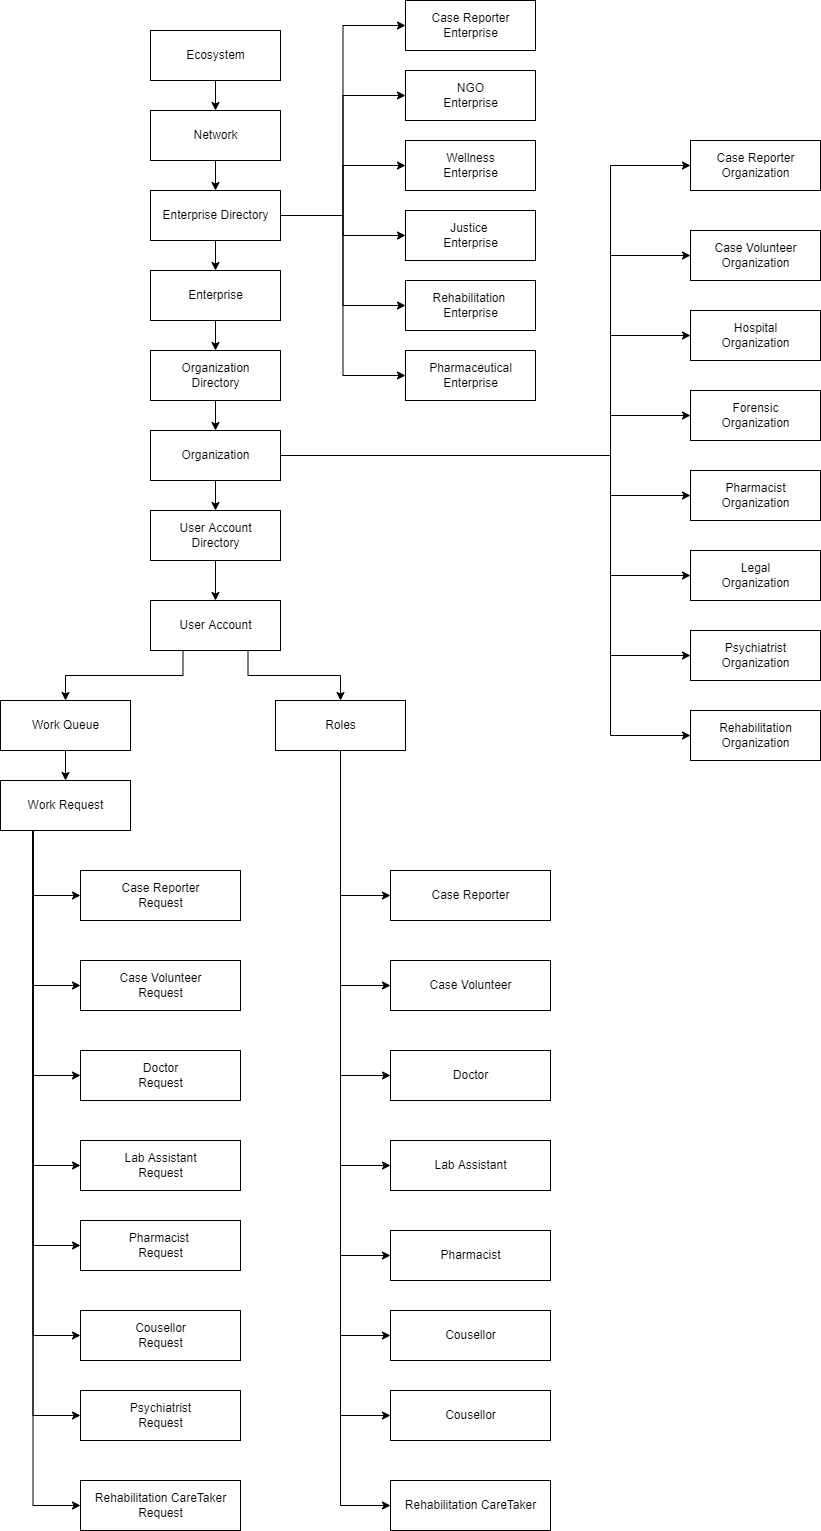 Ecosystem
Network
Enterprise Directory
Enterprise
Organization
Directory
Organization
User Account
Directory
User Account
Case Reporter
Enterprise
NGO
Enterprise
Wellness
Enterprise
Justice
Enterprise
Rehabilitation
Enterprise
Pharmaceutical
Enterprise
Case Reporter
Organization
Case Volunteer
Organization
Hospital
Organization
Forensic
Organization
Pharmacist
Organization
Legal
Organization
Psychiatrist
Organization
Rehabilitation
Organization
Work Queue
Work Request
Case Reporter
Request
Case Volunteer
Request
Doctor
Request
Lab Assistant
Request
Pharmacist
Request
Cousellor
Request
Psychiatrist
Request
Rehabilitation CareTaker
Request
Roles
Case Reporter
Case Volunteer
Doctor
Lab Assistant
Pharmacist
Cousellor
Cousellor
Rehabilitation CareTaker